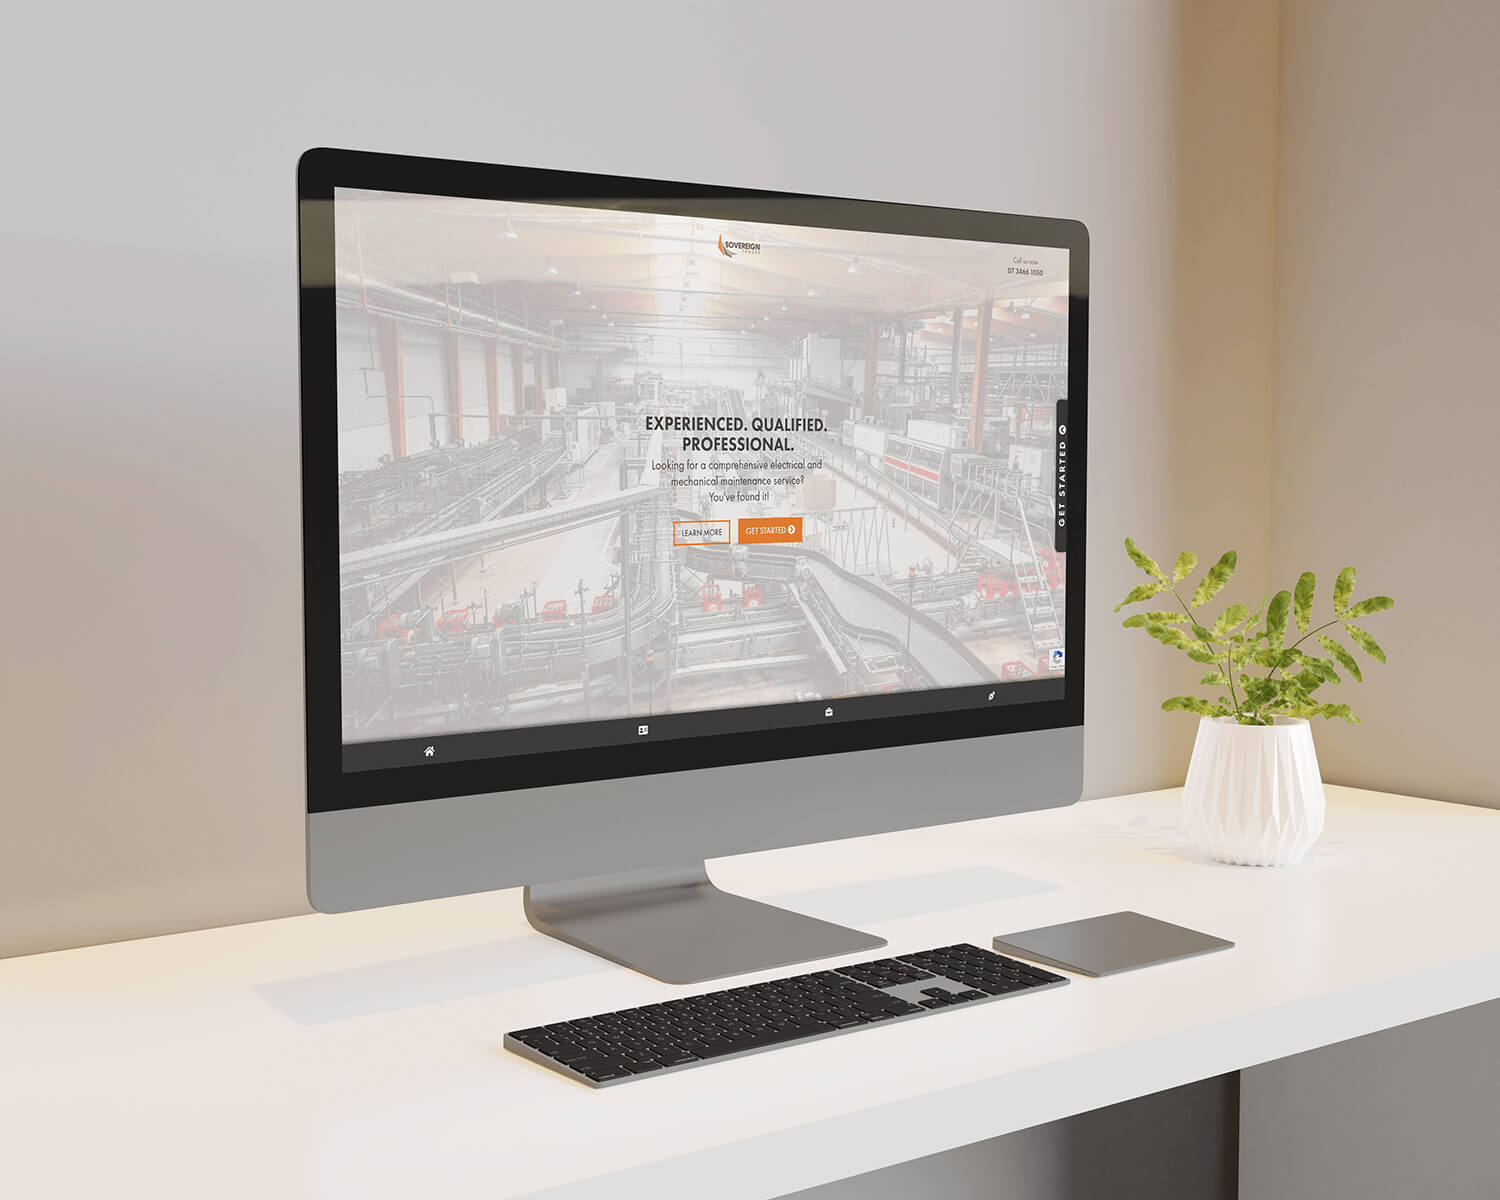 SOVEREIGN
TRADES
Call us now
07 3466 1050
EXPERIENCED. QUALIFIED.
PROFESSIONAL.
Looking for a comprehensive electrical and
mechanical maintenance service?
You've found it!
LEARN MORE
GET STARTED
GET STARTED